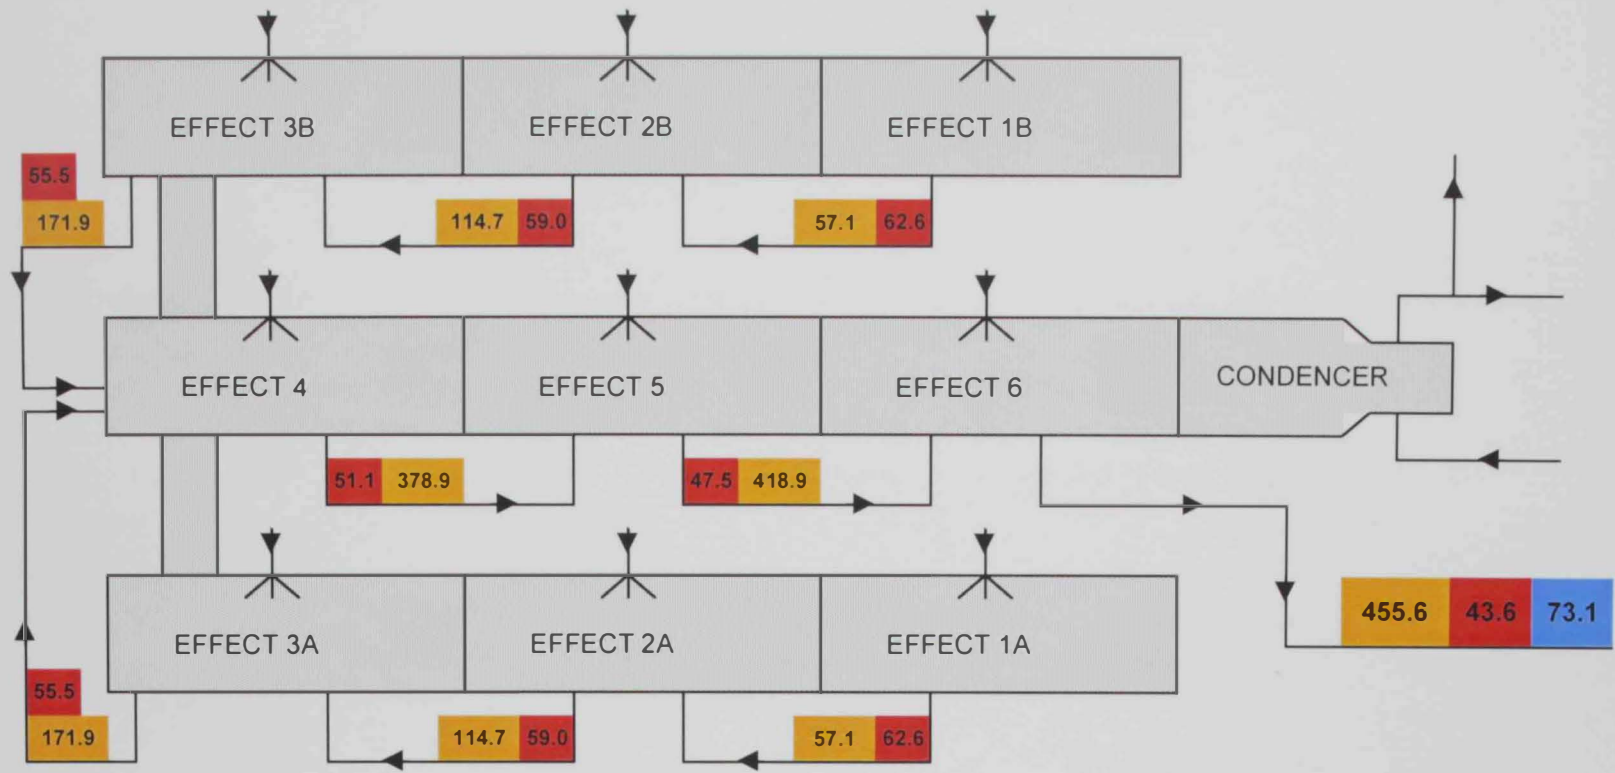 EFFECT 3B EFFECT 2B EFFECT 1B
55.5
171.9 114.7 59.0 57.1 62.6
EFFECT 4 EFFECT 5 EFFECT 6 CONDENCER
51.1 378.9 47.5 418.9
455.6 43.6 73.1
EFFECT 3A EFFECT 2A EFFECT 1A
55.5
171.9 114.7 59.0 57.1 62.6